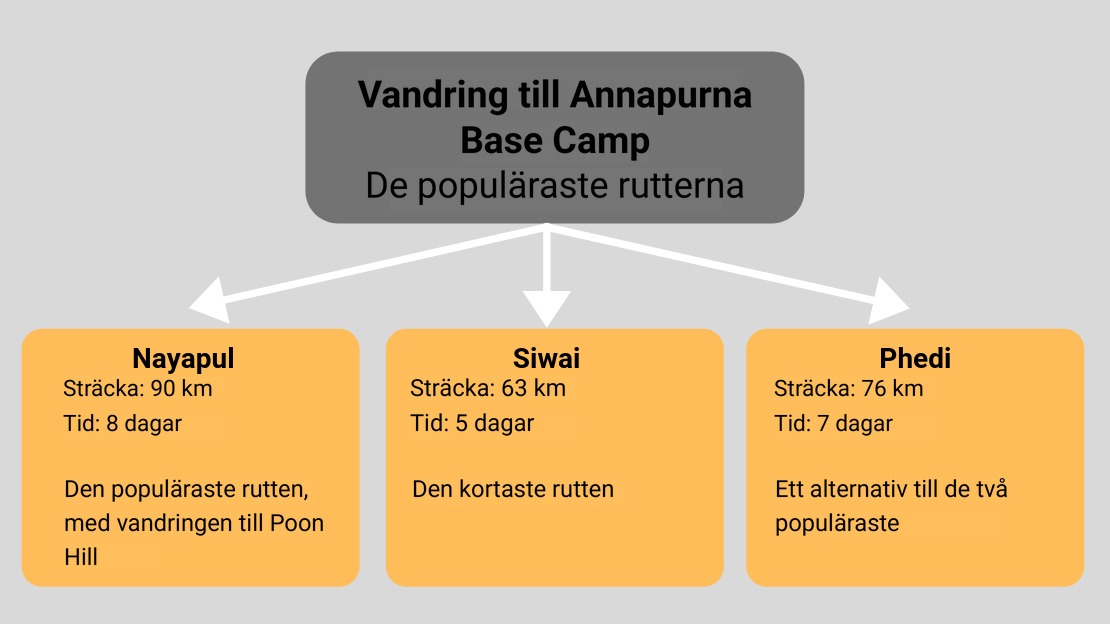 Vandring till Annapurna
Base Camp
De populäraste rutterna
Nayapul
Sträcka: 90 km
Tid: 8 dagar
Den populäraste rutten,
med vandringen till Poon
Hill
Siwai
Sträcka: 63 km
Tid: 5 dagar
Den kortaste rutten
Phedi
Sträcka: 76 km
Tid: 7 dagar
Ett alternativ till de två
populäraste